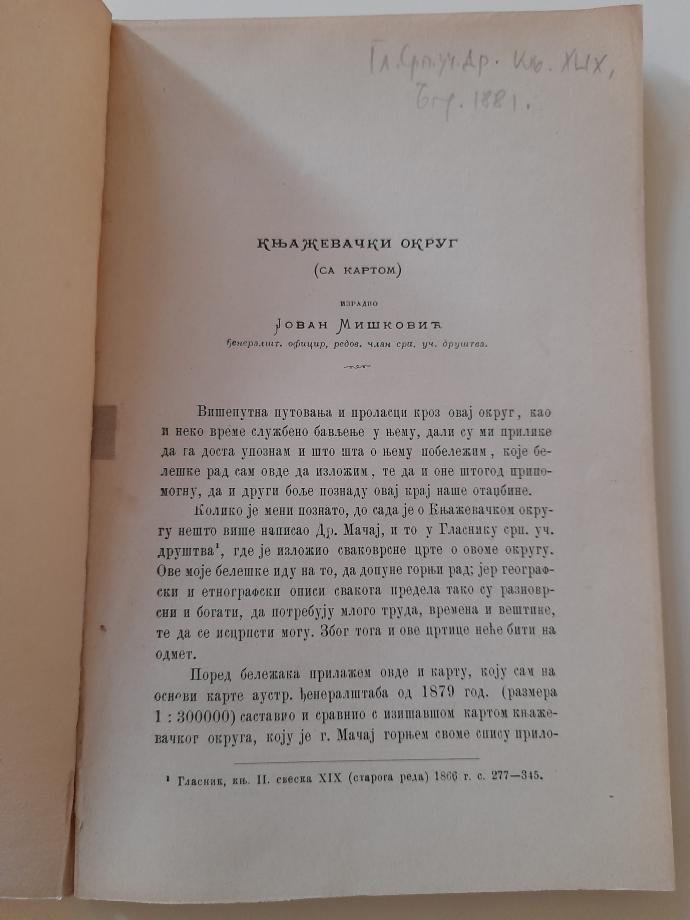 Гл. Српуч. Др. Књ. XLIX,
Бгр. 1881.
КЊАЖЕВАЧКИ ОКРУГ
(СА КАРТОМ)
ИЗРАДИО
ЈОВАН МИШКОВИЋ
ђенералшт. официр, редов. члан срп. уч. друштва.
Вишепутна путовања и проласци кроз овај округ, као
и неко време службено бављење у њему, дали су ми прилике
да га доста упознам и што шта о њему побележим, које бе-
лешке рад сам овде да изложим, те да и оне штогод припо-
могну, да и други боље познаду овај крај наше отаџбине.
Колико је мени познато, до сада је о Књажевачком окру-
гу нешто више написао Др. Мачај, и то у Гласнику срп. уч.
друштва¹, где је изложио сваковрсне црте о овоме округу.
Ове моје белешке иду на то, да допуне горњи рад; јер географ-
ски и етнографски описи свакога предела тако су разновр-
сни и богати, да потребују млого труда, времена и вештине,
те да се исцрпсти могу. Због тога и ове цртице неће бити на
одмет.
Поред бележака прилажем овде и карту, коју сам на
основи карте аустр. ђенералштаба од 1879 год. (размера
1 : 300000) саставио и сравнио с изишавшом картом књаже-
вачког округа, коју је г. Мачај горњем своме спису прило-
¹ Гласник, књ. II. свеска XIX (старога реда) 1866 г. с. 277—345.